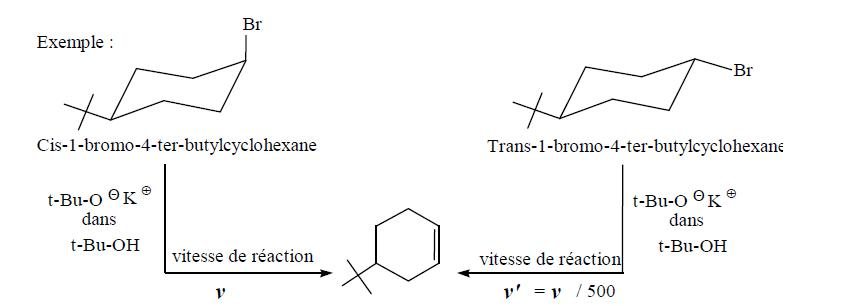 Exemple :
Br
Br
Cis-1-bromo-4-ter-butylcyclohexane
Trans-1-bromo-4-ter-butylcyclohexane
t-Bu-O ⊖ K ⊕
dans
t-Bu-OH
t-Bu-O ⊖ K ⊕
dans
t-Bu-OH
vitesse de réaction
v
vitesse de réaction
v' = v / 500